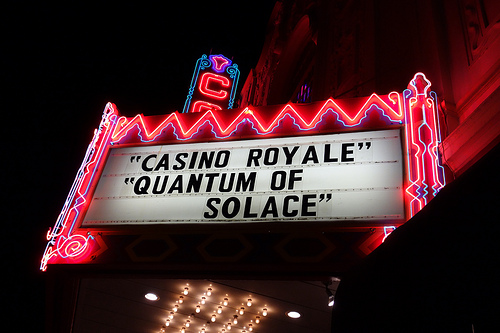 "CASINO ROYALE"
"QUANTUM OF
SOLACE"